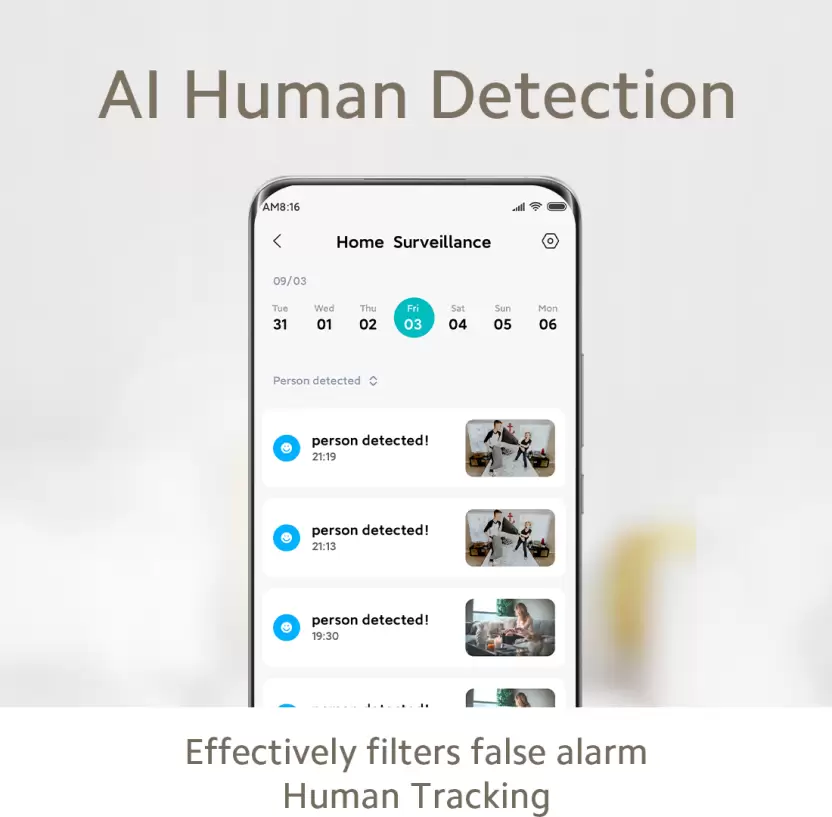 AI Human Detection
AM8:16
Home Surveillance
09/03
Tue Wed Thu Fri Sat Sun Mon
31 01 02 03 04 05 06
Person detected
person detected!
21:19
person detected!
21:13
person detected!
19:30
Effectively filters false alarm
Human Tracking